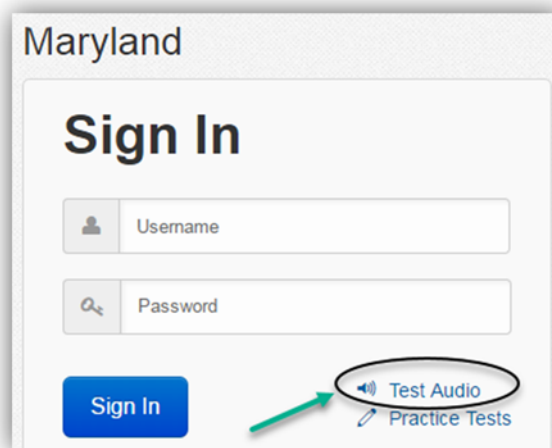 Maryland
Sign In
Username
Password
Sign In
Test Audio
Practice Tests